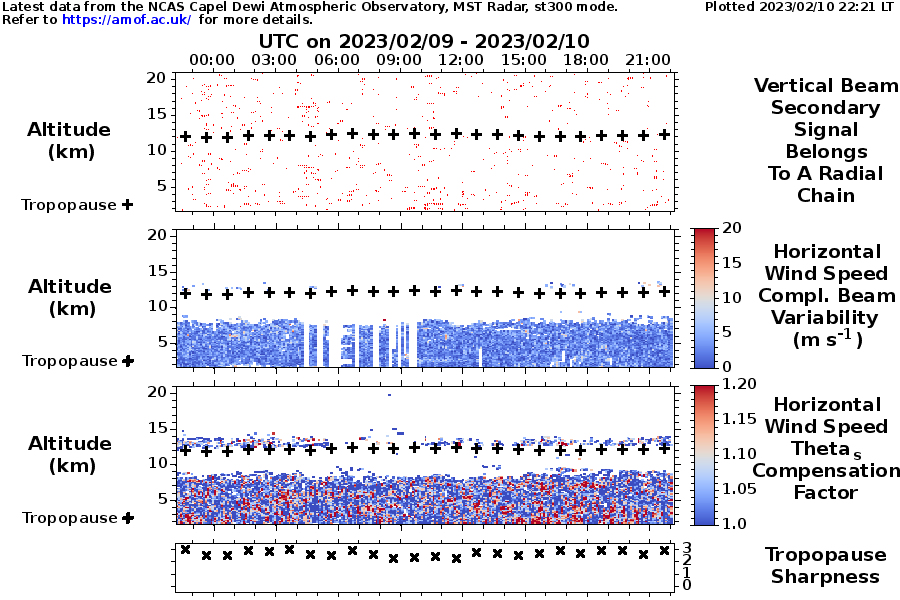 Latest data from the NCAS Capel Dewi Atmospheric Observatory, MST Radar, st300 mode.
Plotted 2023/02/10 22:21 LT
Refer to https://amof.ac.uk/ for more details.
UTC on 2023/02/09 - 2023/02/10
00:00 03:00 06:00 09:00 12:00 15:00 18:00 21:00
20
15
10
5
Altitude
(km)
Tropopause +
Vertical Beam
Secondary
Signal
Belongs
To A Radial
Chain
20
15
10
5
Altitude
(km)
Tropopause +
20
15
10
5
0
Horizontal
Wind Speed
Compl. Beam
Variability
(m s-1)
20
15
10
5
Altitude
(km)
Tropopause +
1.20
1.15
1.10
1.05
1.0
Horizontal
Wind Speed
Theta s
Compensation
Factor
3
2
1
0
Tropopause
Sharpness